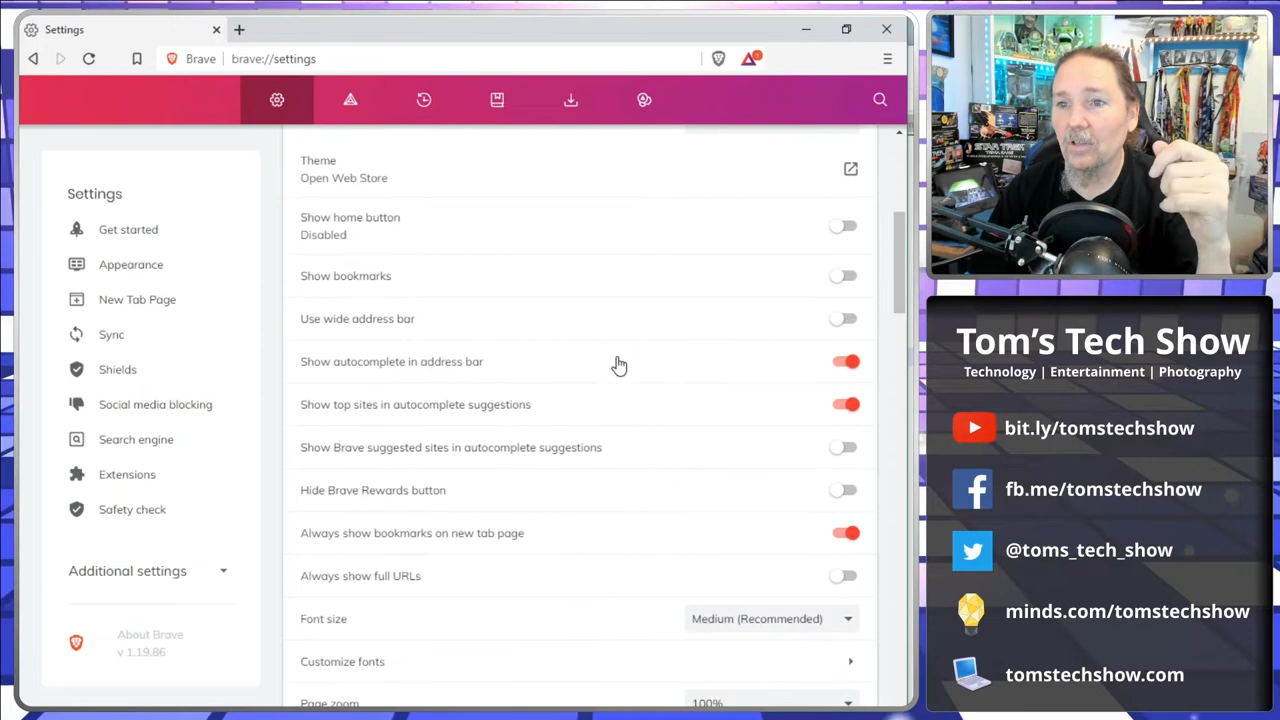 Settings
Brave
brave://settings
1
Settings
Get started
Appearance
New Tab Page
Sync
Shields
Social media blocking
Search engine
Extensions
Safety check
Additional settings
About Brave
v 1.19.86
Theme
Open Web Store
Show home button
Disabled
Show bookmarks
Use wide address bar
Show autocomplete in address bar
Show top sites in autocomplete suggestions
Show Brave suggested sites in autocomplete suggestions
Hide Brave Rewards button
Always show bookmarks on new tab page
Always show full URLs
Font size
Medium (Recommended)
Customize fonts
Page zoom
100%
STAR TREK
Tom's Tech Show
Technology | Entertainment | Photography
bit.ly/tomstechshow
fb.me/tomstechshow
@toms_tech_show
minds.com/tomstechshow
tomstechshow.com